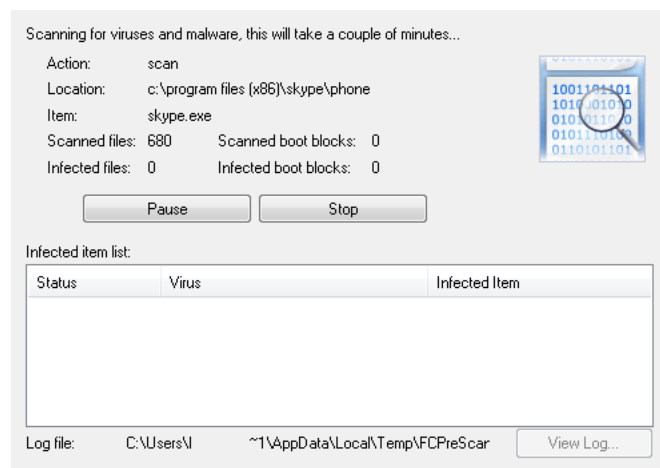 Scanning for viruses and malware, this will take a couple of minutes...
Action: scan
Location: c:\program files (x86)\skype\phone
Item: skype.exe
Scanned files: 680 Scanned boot blocks: 0
Infected files: 0 Infected boot blocks: 0
1001101101
Pause Stop
Infected item list:
Status Virus Infected Item
Log file: C:\Users\I ~1\AppData\Local\Temp\FCPreScar View Log...